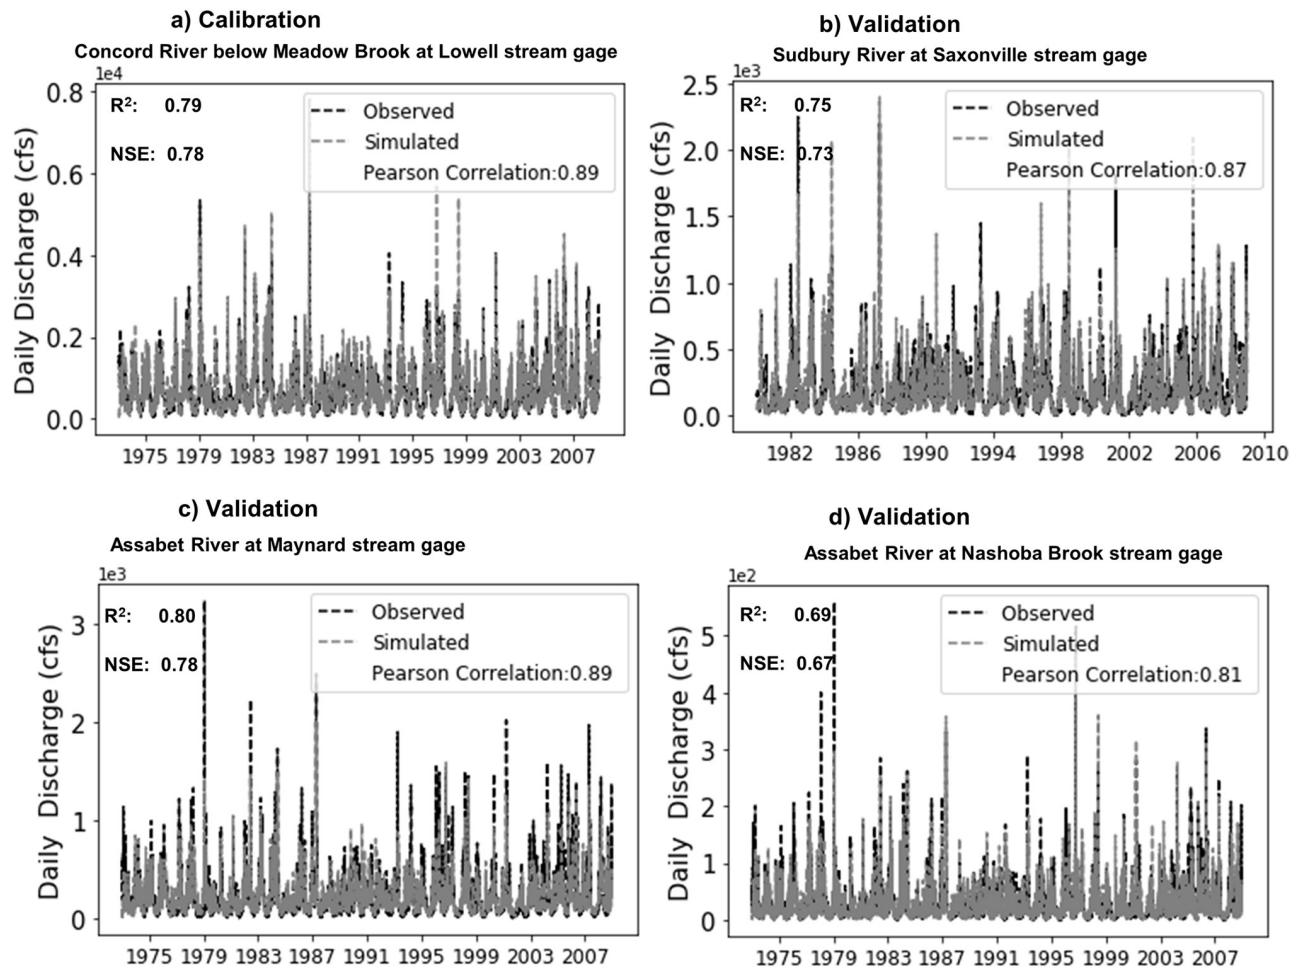 a) Calibration
Concord River below Meadow Brook at Lowell stream gage
1e4
R²: 0.79
NSE: 0.78
Observed
Simulated
Pearson Correlation:0.89
Daily Discharge (cfs)
0.8
0.6
0.4
0.2
0.0
1975 1979 1983 1987 1991 1995 1999 2003 2007
b) Validation
Sudbury River at Saxonville stream gage
1e3
R²: 0.75
NSE: 0.73
Observed
Simulated
Pearson Correlation:0.87
Daily Discharge (cfs)
2.5
2.0
1.5
1.0
0.5
0.0
1982 1986 1990 1994 1998 2002 2006 2010
c) Validation
Assabet River at Maynard stream gage
1e3
R²: 0.80
NSE: 0.78
Observed
Simulated
Pearson Correlation:0.89
Daily Discharge (cfs)
3
2
1
0
1975 1979 1983 1987 1991 1995 1999 2003 2007
d) Validation
Assabet River at Nashoba Brook stream gage
1e2
R²: 0.69
NSE: 0.67
Observed
Simulated
Pearson Correlation:0.81
Daily Discharge (cfs)
5
4
3
2
1
0
1975 1979 1983 1987 1991 1995 1999 2003 2007